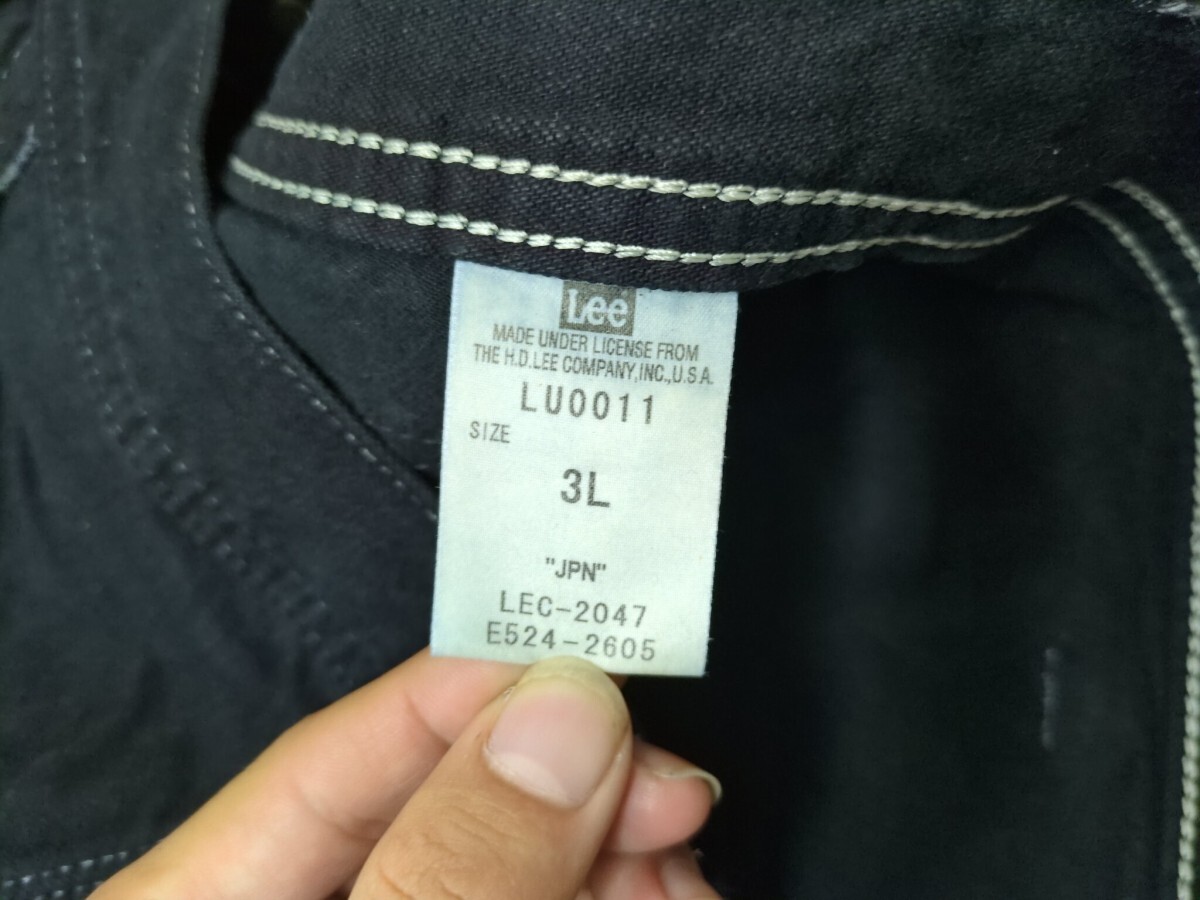 Lee
MADE UNDER LICENSE FROM
THE H.D.LEE COMPANY,INC.,U.S.A.
LU0011
SIZE
3L
"JPN"
LEC-2047
E524-2605